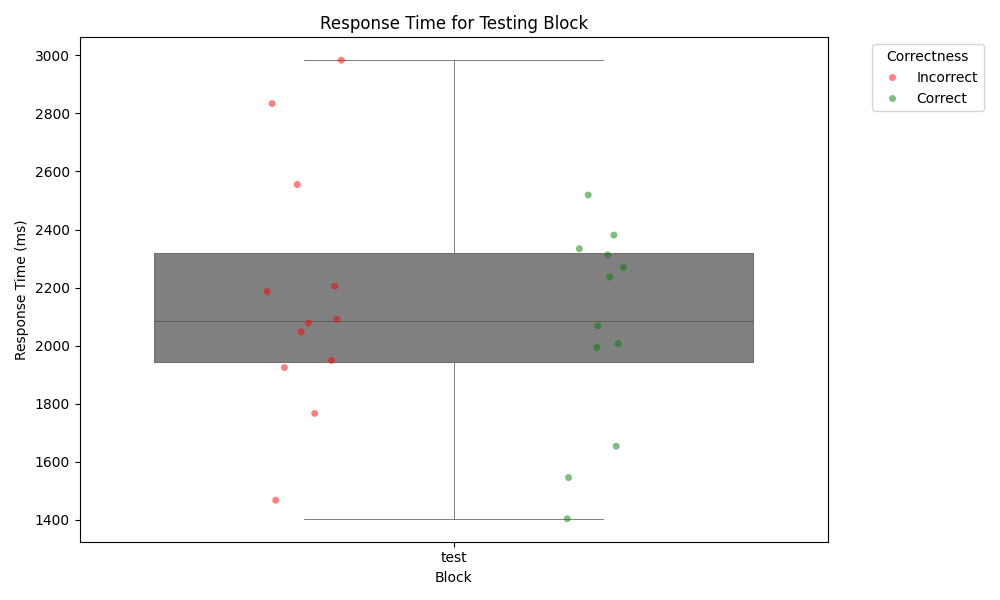 Response Time for Testing Block
Response Time (ms)
3000
2800
2600
2400
2200
2000
1800
1600
1400
test
Block
Correctness
Incorrect
Correct